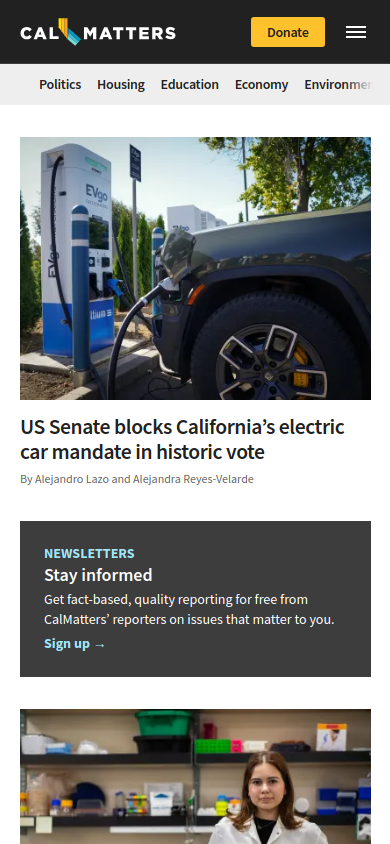 CALMATTERS
Donate
Politics Housing Education Economy Environmen
EVgo
EVgo
US Senate blocks California’s electric
car mandate in historic vote
By Alejandro Lazo and Alejandra Reyes-Velarde
NEWSLETTERS
Stay informed
Get fact-based, quality reporting for free from
CalMatters’ reporters on issues that matter to you.
Sign up →